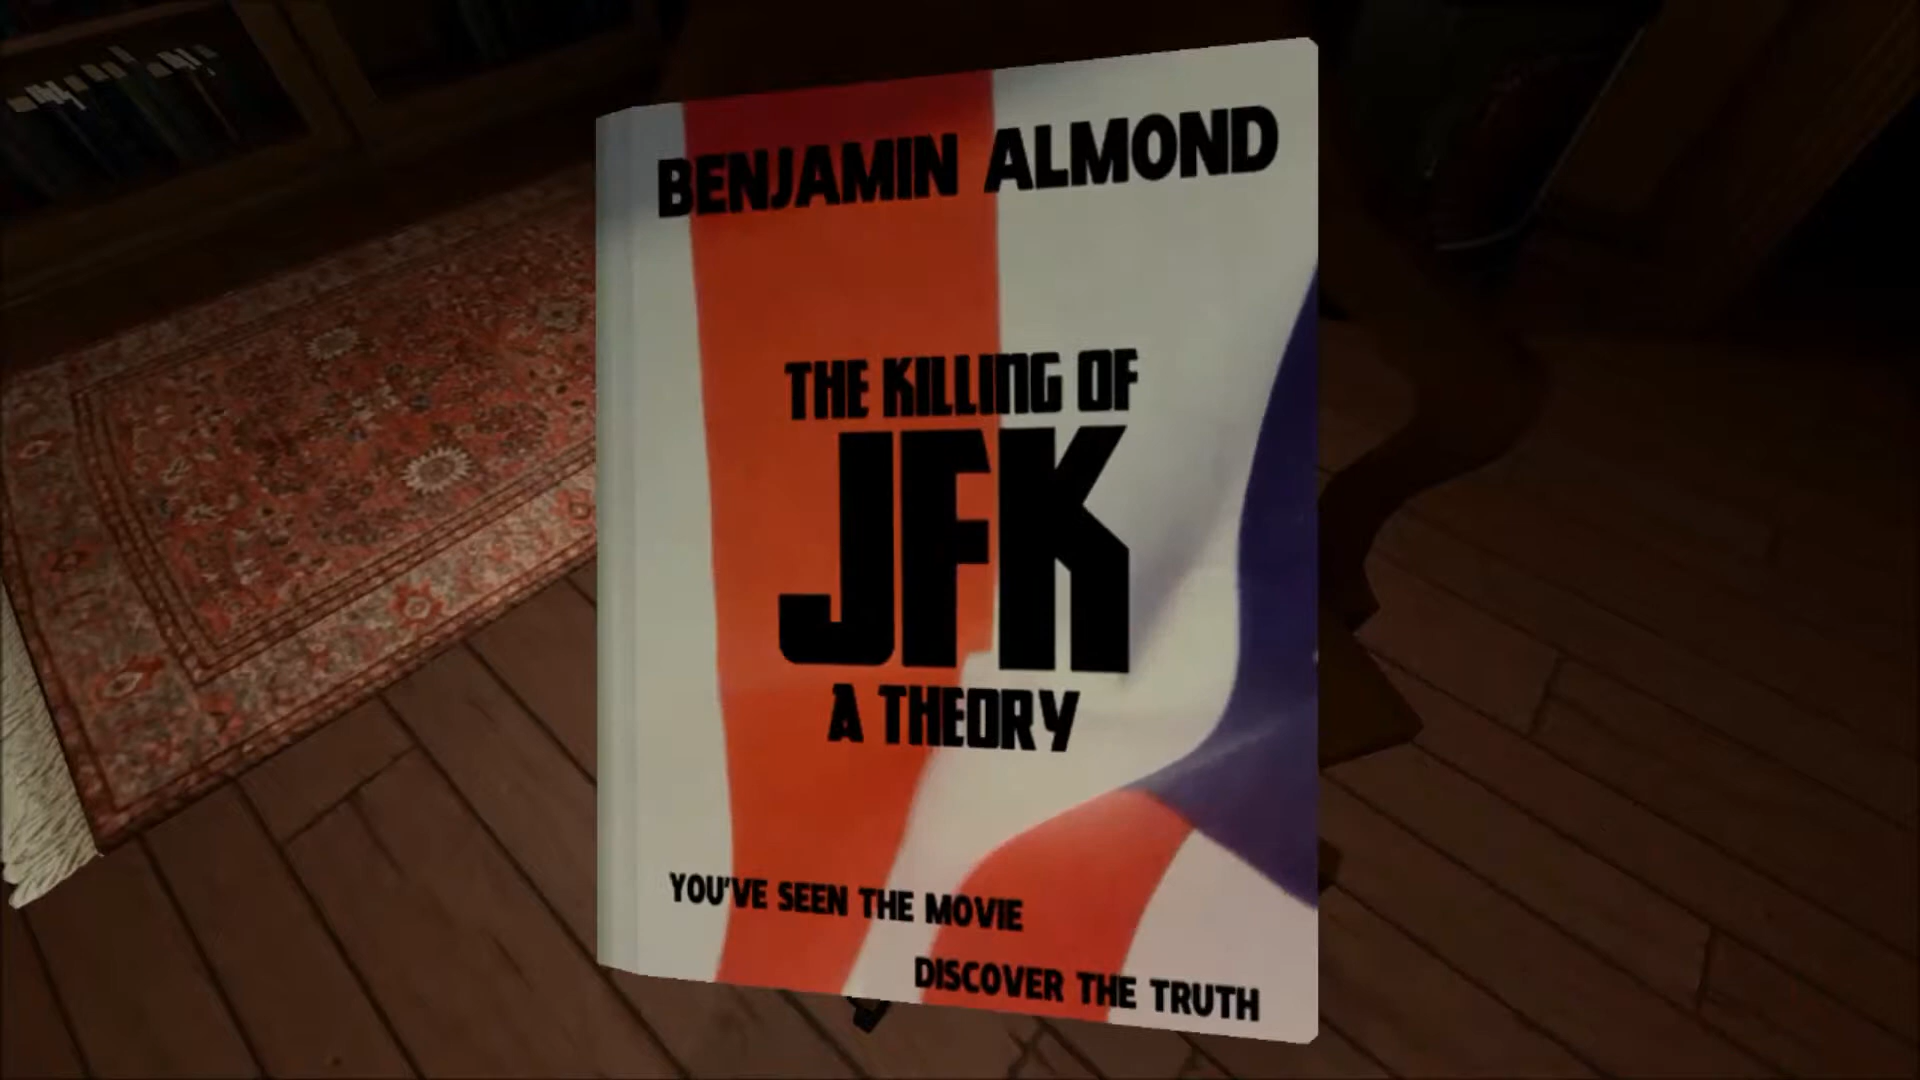 BENJAMIN ALMOND
THE KILLING OF
JFK
A THEORY
YOU'VE SEEN THE MOVIE
DISCOVER THE TRUTH